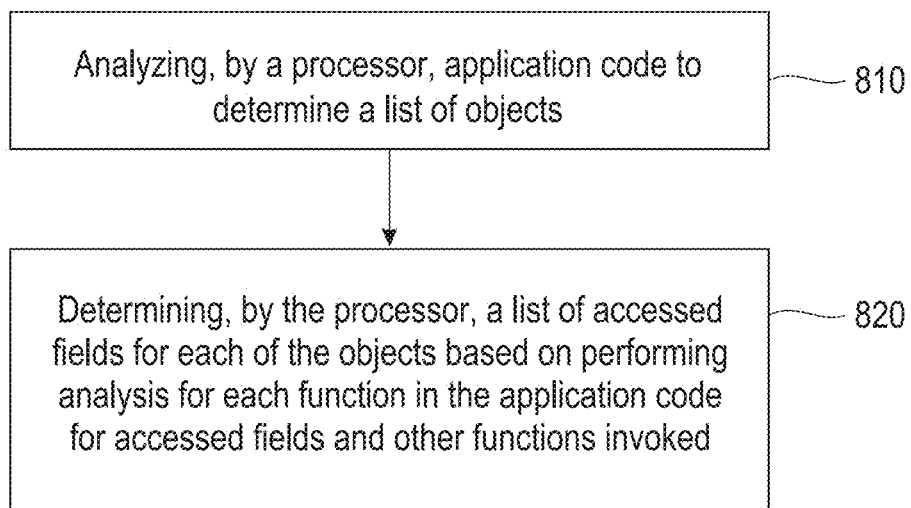 Analyzing, by a processor, application code to
determine a list of objects
810
Determining, by the processor, a list of accessed
fields for each of the objects based on performing
analysis for each function in the application code
for accessed fields and other functions invoked
820